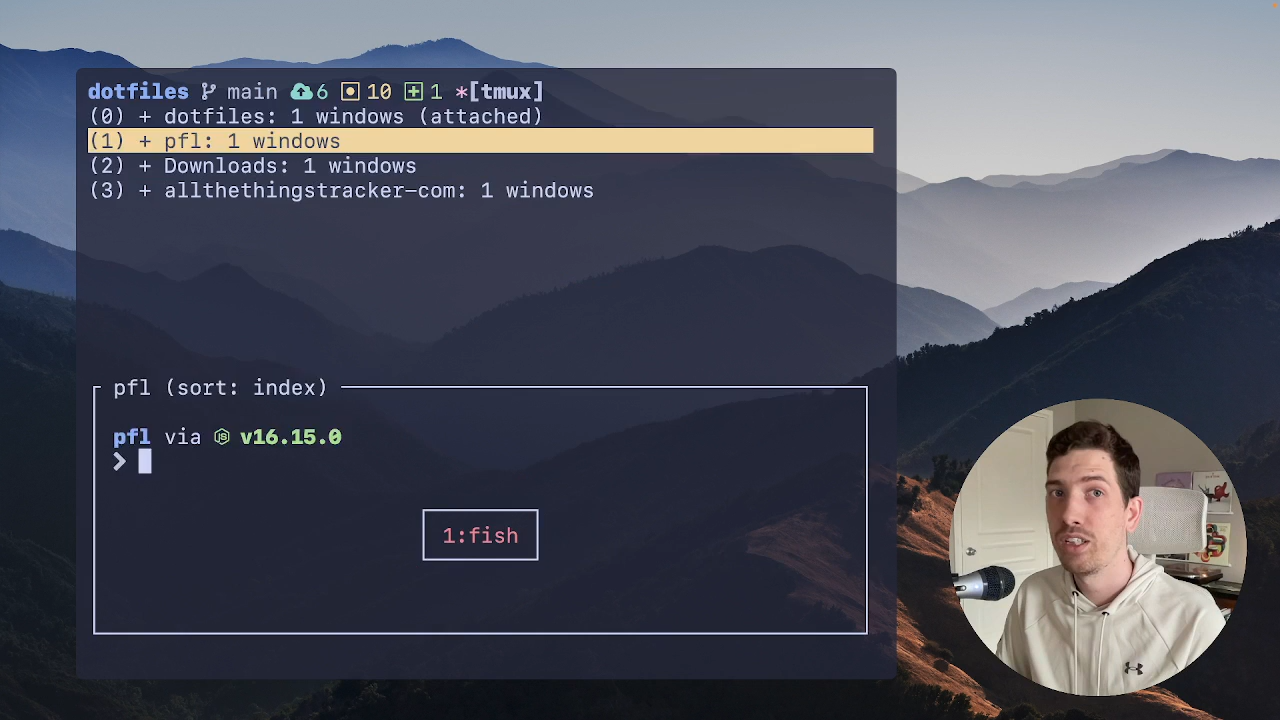 dotfiles main 6 10 +1 *[tmux]
(0) + dotfiles: 1 windows (attached)
(1) + pfl: 1 windows
(2) + Downloads: 1 windows
(3) + allthethingstracker-com: 1 windows
pfl (sort: index)
pfl via JS v16.15.0
>
1:fish